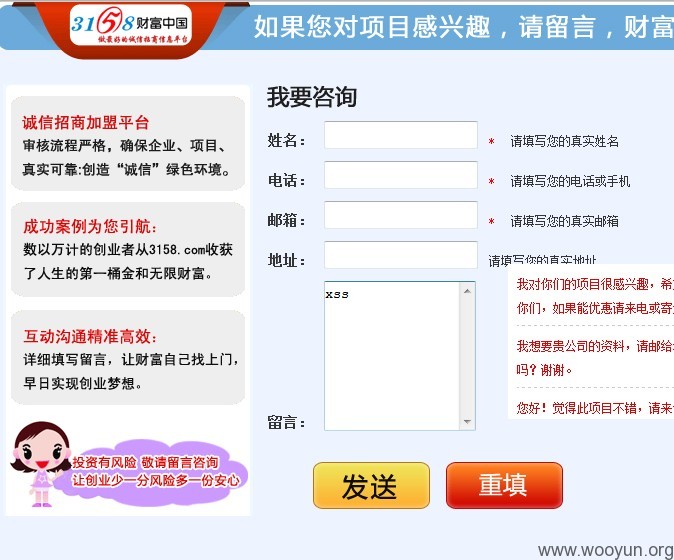 3158 财富中国
做最好的诚信招商信息平台
如果您对项目感兴趣，请留言，财富
诚信招商加盟平台
审核流程严格，确保企业、项目、
真实可靠:创造“诚信”绿色环境。
成功案例为您引航：
数以万计的创业者从3158.com收获
了人生的第一桶金和无限财富。
互动沟通精准高效：
详细填写留言，让财富自己找上门，
早日实现创业梦想。
投资有风险 敬请留言咨询
让创业少一分风险多一份安心
我要咨询
姓名： * 请填写您的真实姓名
电话： * 请填写您的电话或手机
邮箱： * 请填写您的真实邮箱
地址： 请填写您的真实地址
留言： xss
我对你们的项目很感兴趣，希
你们，如果能优惠请来电或寄
我想要贵公司的资料，请邮给
吗？谢谢。
您好！觉得此项目不错，请来
发送 重填
www.wooyun.org